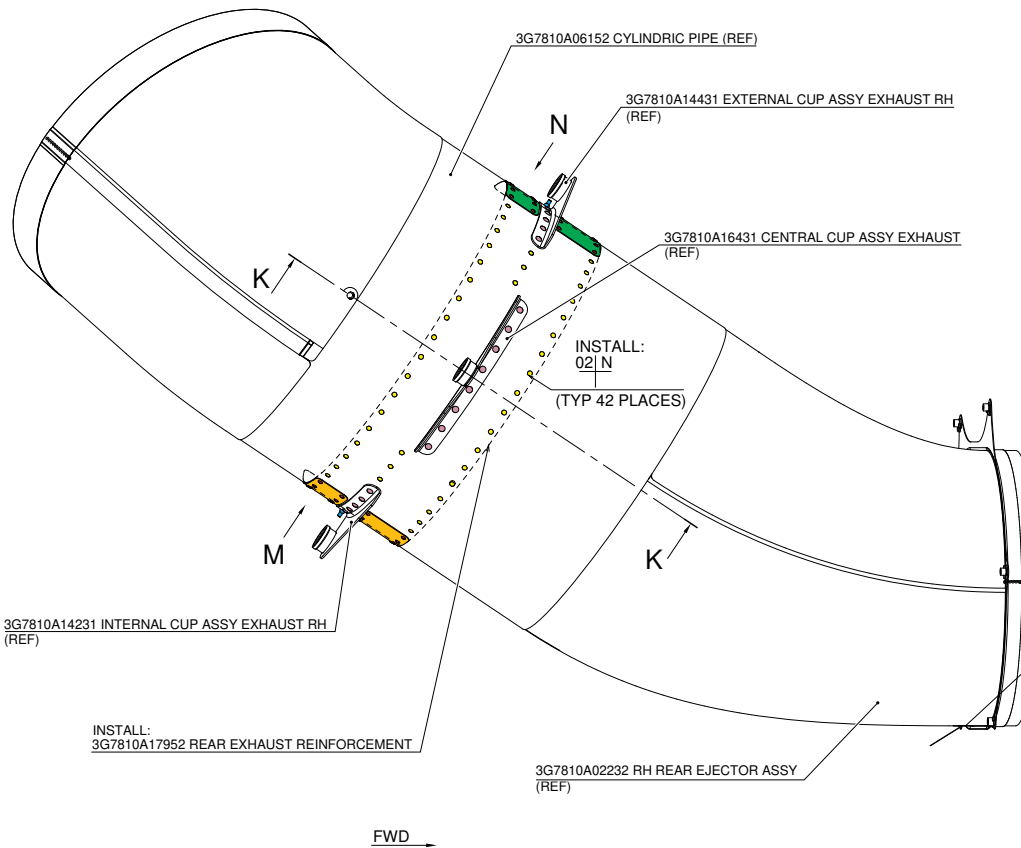 3G7810A06152 CYLINDRIC PIPE (REF)
3G7810A14431 EXTERNAL CUP ASSY EXHAUST RH
(REF)
N
3G7810A16431 CENTRAL CUP ASSY EXHAUST
(REF)
K
INSTALL:
02 N
(TYP 42 PLACES)
M
K
3G7810A14231 INTERNAL CUP ASSY EXHAUST RH
(REF)
INSTALL:
3G7810A17952 REAR EXHAUST REINFORCEMENT
3G7810A02232 RH REAR EJECTOR ASSY
(REF)
FWD